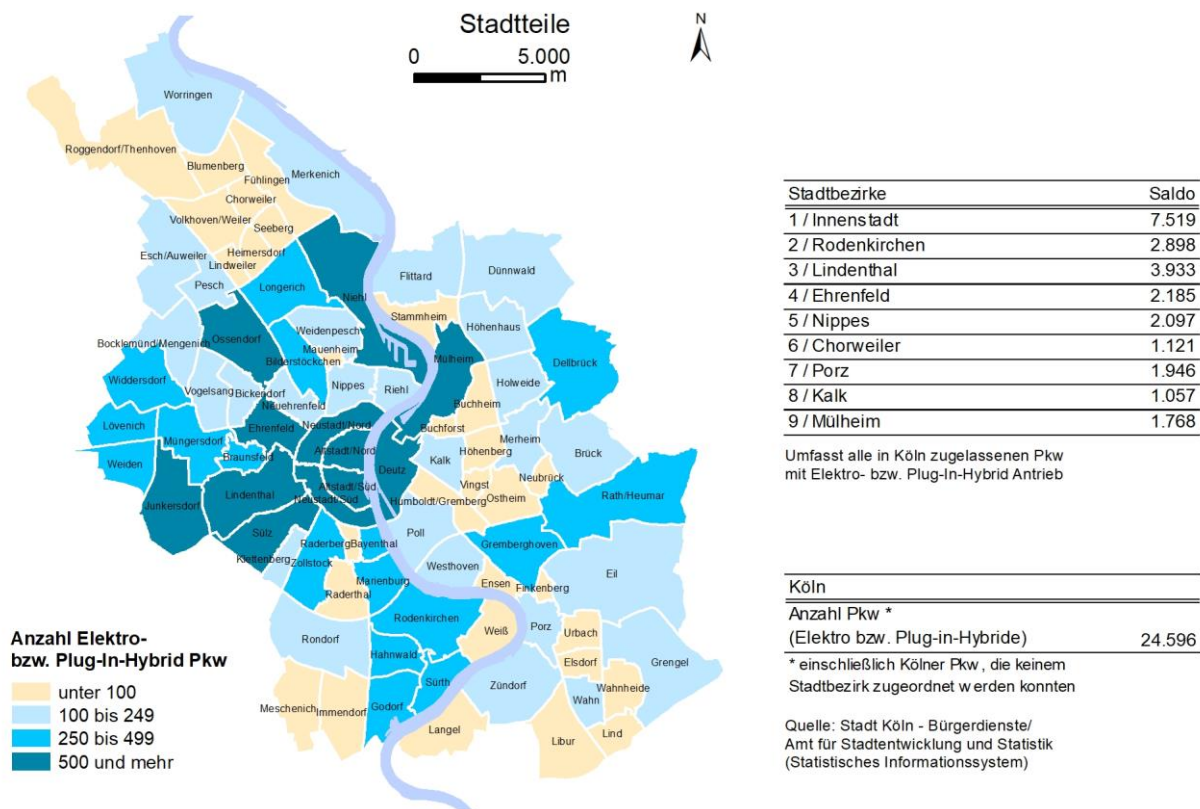 Stadtteile
0 5.000
m
N
Worringen
Roggendorf/Thenhoven
Blumenberg
Merkenich
Fühlingen
Chorweiler
Volkhoven/Weiler
Seeberg
Esch/Auweiler
Heimersdorf
Lindweiler
Pesch
Longerich
Niehl
Flittard
Dünnwald
Stammheim
Höhenhaus
Weidenpesch
Ossendorf
Mauenheim
Bocklemünd/Mengenich
Bilderstöckchen
Mülheim
Dellbrück
Widdersdorf
Vogelsang
Bickendorf
Nippes
Riehl
Holweide
Neuehrenfeld
Buchheim
Lövenich
Ehrenfeld
Neustadt/Nord
Buchforst
Müngersdorf
Altstadt/Nord
Merheim
Braunsfeld
Höhenberg
Brück
Weiden
Kalk
Deutz
Neubrück
Vingst
Junkersdorf
Lindenthal
Altstadt/Süd
Neustadt/Süd
Humboldt/Gremberg
Ostheim
Rath/Heumar
Sülz
Poll
Raderberg
Bayenthal
Gremberghoven
Klettenberg
Zollstock
Westhoven
Eil
Marienburg
Ensen
Finkenberg
Raderthal
Rodenkirchen
Weiß
Porz
Urbach
Rondorf
Hahnwald
Elsdorf
Grengel
Sürth
Zündorf
Wahnheide
Wahn
Meschenich
Immendorf
Godorf
Langel
Lind
Libur
Anzahl Elektro-
bzw. Plug-In-Hybrid Pkw
unter 100
100 bis 249
250 bis 499
500 und mehr
Stadtbezirke Saldo
1 / Innenstadt 7.519
2 / Rodenkirchen 2.898
3 / Lindenthal 3.933
4 / Ehrenfeld 2.185
5 / Nippes 2.097
6 / Chorweiler 1.121
7 / Porz 1.946
8 / Kalk 1.057
9 / Mülheim 1.768
Umfasst alle in Köln zugelassenen Pkw
mit Elektro- bzw. Plug-In-Hybrid Antrieb
Köln
Anzahl Pkw *
(Elektro bzw. Plug-in-Hybride) 24.596
* einschließlich Kölner Pkw, die keinem
Stadtbezirk zugeordnet werden konnten
Quelle: Stadt Köln - Bürgerdienste/
Amt für Stadtentwicklung und Statistik
(Statistisches Informationssystem)